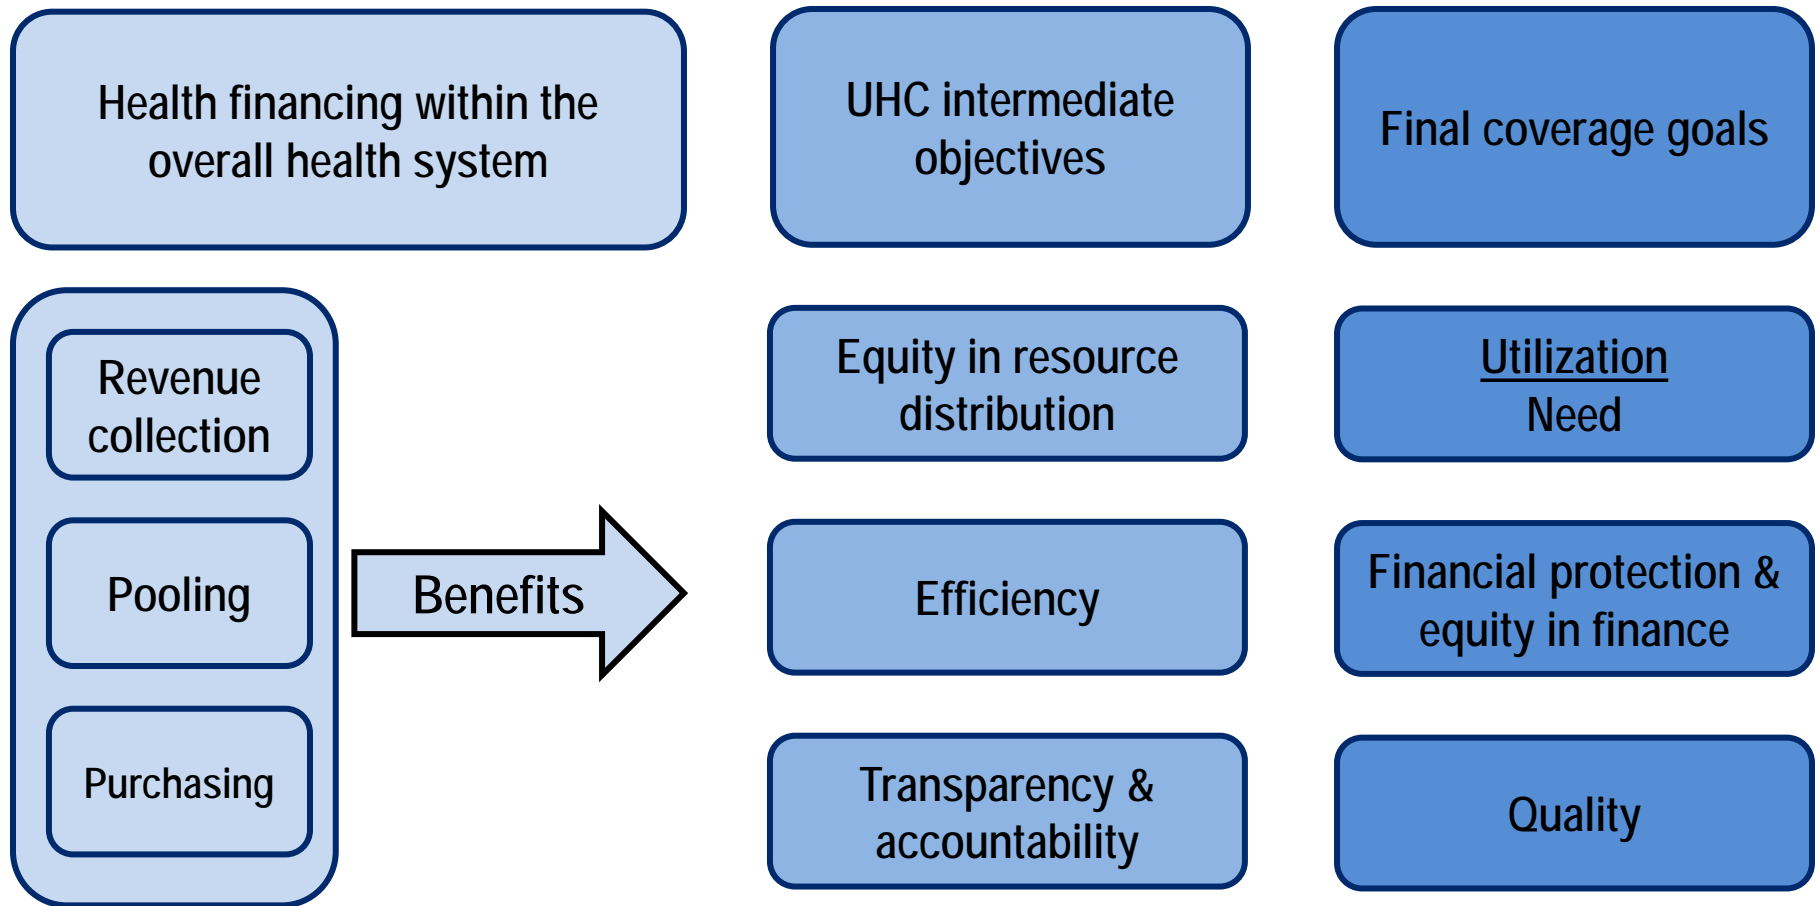 Health financing within the
overall health system
UHC intermediate
objectives
Final coverage goals
Revenue
collection
Pooling
Purchasing
Benefits
Equity in resource
distribution
Efficiency
Transparency &
accountability
Utilization
Need
Financial protection &
equity in finance
Quality